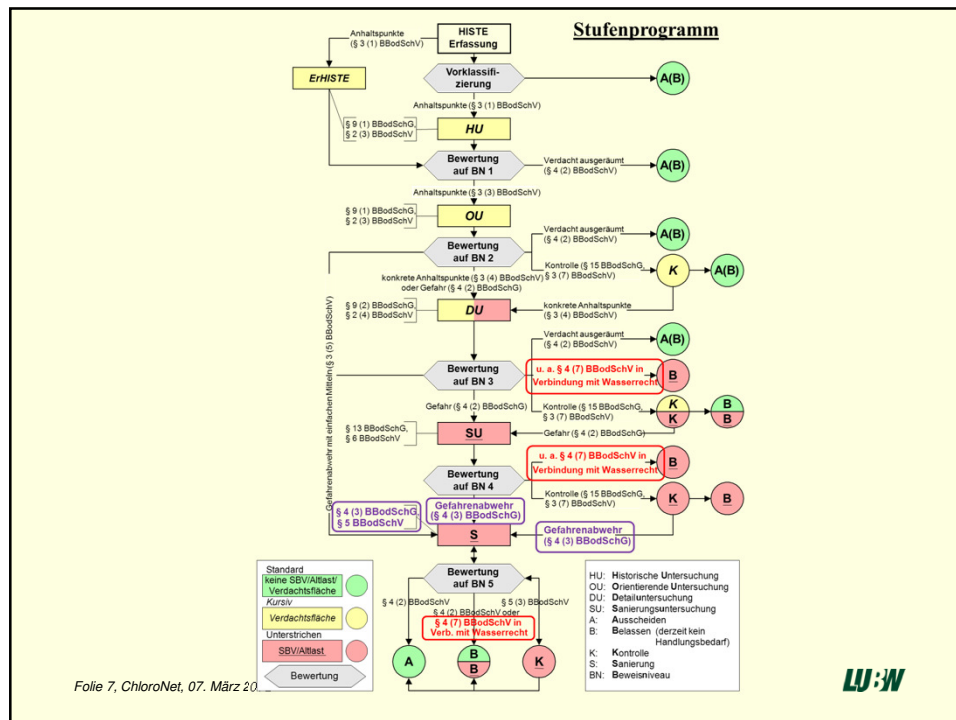 Stufenprogramm
HISTE
Erfassung
Anhaltspunkte
(§ 3 (1) BBodSchV)
ErHISTE
Vorklassifi-
zierung
A(B)
Anhaltspunkte (§ 3 (1) BBodSchV)
§ 9 (1) BBodSchG,
§ 2 (3) BBodSchV
HU
Bewertung
auf BN 1
Verdacht ausgeräumt
(§ 4 (2) BBodSchV)
A(B)
Anhaltspunkte (§ 3 (3) BBodSchV)
§ 9 (1) BBodSchG,
§ 2 (3) BBodSchV
OU
Bewertung
auf BN 2
Verdacht ausgeräumt
(§ 4 (2) BBodSchV)
A(B)
Kontrolle (§ 15 BBodSchG,
§ 3 (7) BBodSchV)
K
A(B)
konkrete Anhaltspunkte (§ 3 (4) BBodSchV)
oder Gefahr (§ 4 (2) BBodSchG)
§ 9 (2) BBodSchG,
§ 2 (4) BBodSchV
DU
konkrete Anhaltspunkte
(§ 3 (4) BBodSchV)
Gefahrenabwehr mit einfachen Mitteln (§ 3 (5) BBodSchV)
Verdacht ausgeräumt
(§ 4 (2) BBodSchV)
A(B)
Bewertung
auf BN 3
u. a. § 4 (7) BBodSchV in
Verbindung mit Wasserrecht
B
Gefahr (§ 4 (2) BBodSchG)
Kontrolle (§ 15 BBodSchG,
§ 3 (7) BBodSchV)
K
K
B
B
§ 13 BBodSchG,
§ 6 BBodSchV
SU
Gefahr (§ 4 (2) BBodSchG)
u. a. § 4 (7) BBodSchV in
Verbindung mit Wasserrecht
B
Bewertung
auf BN 4
Kontrolle (§ 15 BBodSchG,
§ 3 (7) BBodSchV)
K
B
§ 4 (3) BBodSchG,
§ 5 BBodSchV
Gefahrenabwehr
(§ 4 (3) BBodSchG)
S
Gefahrenabwehr
(§ 4 (3) BBodSchG)
Bewertung
auf BN 5
§ 4 (2) BBodSchV
§ 5 (3) BBodSchV
§ 4 (2) BBodSchV oder
§ 4 (7) BBodSchV in
Verb. mit Wasserrecht
A
B
B
K
Standard
keine SBV/Altlast/
Verdachtsfläche
Kursiv
Verdachtsfläche
Unterstrichen
SBV/Altlast
Bewertung
HU: Historische Untersuchung
OU: Orientierende Untersuchung
DU: Detailuntersuchung
SU: Sanierungsuntersuchung
A: Ausscheiden
B: Belassen (derzeit kein
Handlungsbedarf)
K: Kontrolle
S: Sanierung
BN: Beweisniveau
Folie 7, ChloroNet, 07. März
LUBW